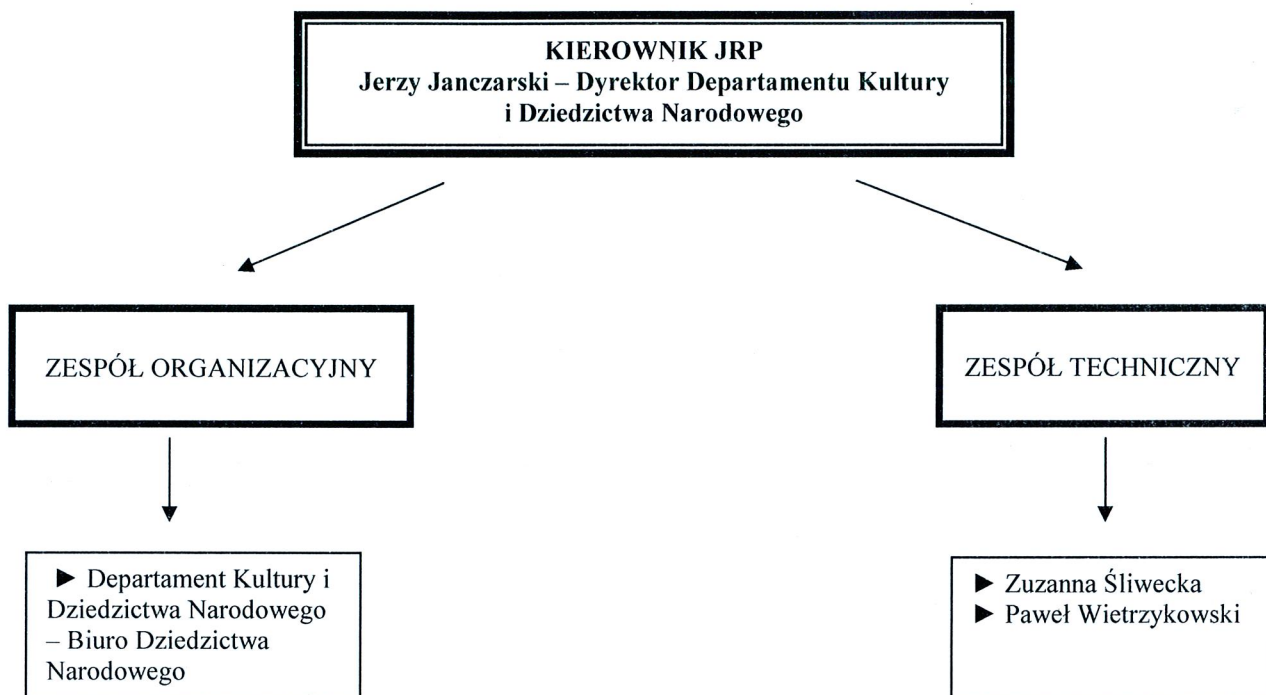 KIEROWNIK JRP
Jerzy Janczarski – Dyrektor Departamentu Kultury
i Dziedzictwa Narodowego
ZESPÓŁ ORGANIZACYJNY
ZESPÓŁ TECHNICZNY
► Departament Kultury i
Dziedzictwa Narodowego
– Biuro Dziedzictwa
Narodowego
► Zuzanna Śliwecka
► Paweł Wietrzykowski